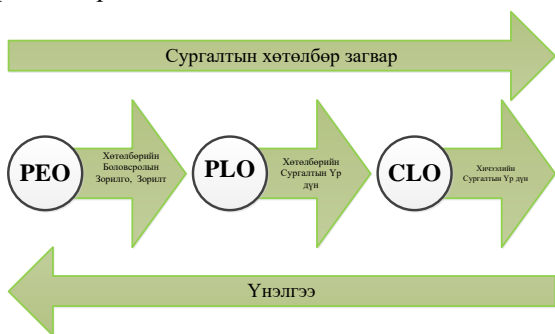 Сургалтын хөтөлбөр загвар
PEO
Хөтөлбөрийн
Боловсролын
Зорилго, Зорилт
PLO
Хөтөлбөрийн
Сургалтын Үр
дүн
CLO
Хичээлийн
Сургалтын Үр дүн
Үнэлгээ